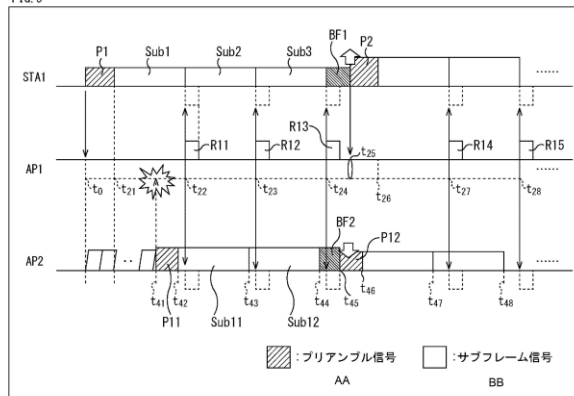 P1 Sub1 Sub2 Sub3 BF1 P2
STA1 ......
R11 R12 R13 R14 R15
t25
AP1
t0 t21 A t22 t23 t24 t26 t27 t28 ......
BF2
P12
AP2 ......
t41 t42 t43 t44 t45 t46 t47 t48
P11 Sub11 Sub12
:プリアンブル信号 :サブフレーム信号
AA BB